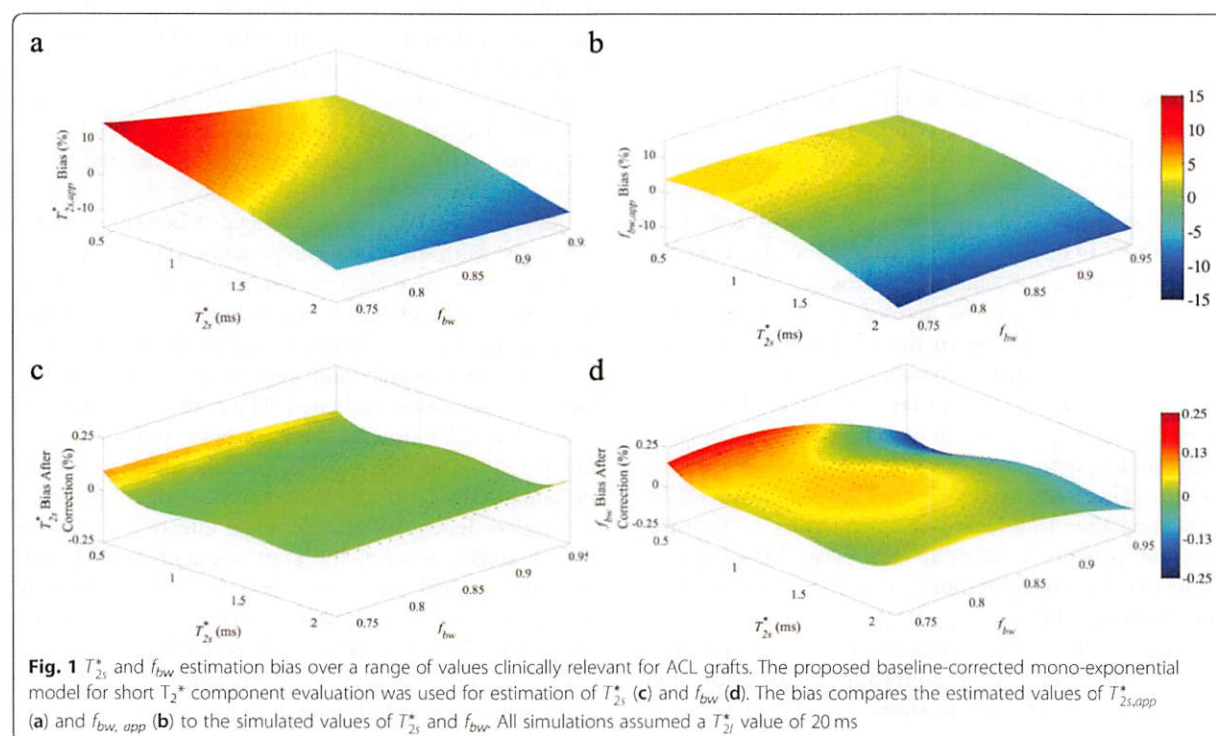 a
b
10
0
-10
T*2s,app Bias (%)
0.5
1
1.5
2
T*2s (ms)
0.75
0.8
0.85
0.9
0.9
fbw
10
0
-10
fbw,app Bias (%)
0.5
1
1.5
2
T*2s (ms)
0.75
0.8
0.85
0.9
0.95
fbw
15
10
5
0
-5
-10
-15
c
d
0.25
0
-0.25
T*2s Bias After
Correction (%)
0.5
1
1.5
2
T*2s (ms)
0.75
0.8
0.85
0.9
0.95
fbw
0.25
0
-0.25
fbw Bias After
Correction (%)
0.5
1
1.5
2
T*2s (ms)
0.75
0.8
0.85
0.9
0.95
fbw
0.25
0.13
0
-0.13
-0.25
Fig. 1 T*2s and fbw estimation bias over a range of values clinically relevant for ACL grafts. The proposed baseline-corrected mono-exponential
model for short T2* component evaluation was used for estimation of T*2s (c) and fbw (d). The bias compares the estimated values of T*2s,app
(a) and fbw, app (b) to the simulated values of T*2s and fbw. All simulations assumed a T*2l value of 20 ms